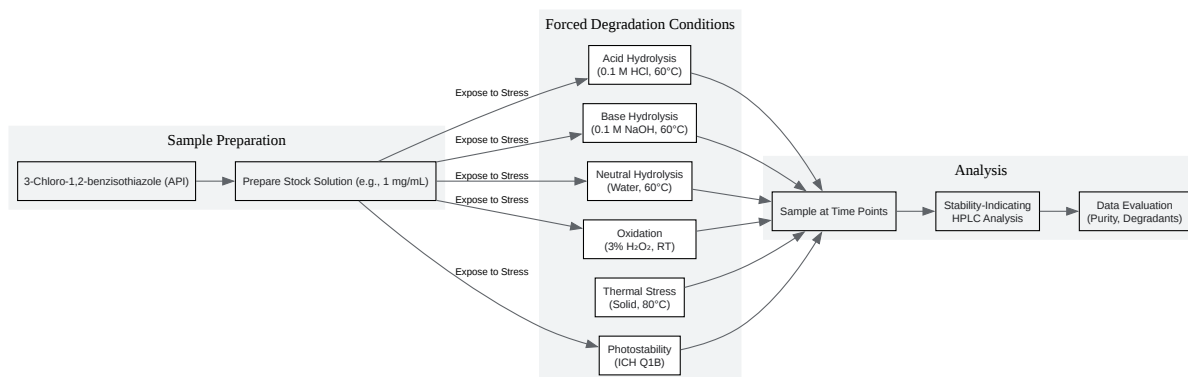 Forced Degradation Conditions
Acid Hydrolysis
(0.1 M HCl, 60°C)
Expose to Stress
Base Hydrolysis
(0.1 M NaOH, 60°C)
Expose to Stress
Sample Preparation
3-Chloro-1,2-benzisothiazole (API)
Prepare Stock Solution (e.g., 1 mg/mL)
Expose to Stress
Neutral Hydrolysis
(Water, 60°C)
Expose to Stress
Oxidation
(3% H₂O₂, RT)
Expose to Stress
Thermal Stress
(Solid, 80°C)
Photostability
(ICH Q1B)
Analysis
Sample at Time Points
Stability-Indicating
HPLC Analysis
Data Evaluation
(Purity, Degradants)